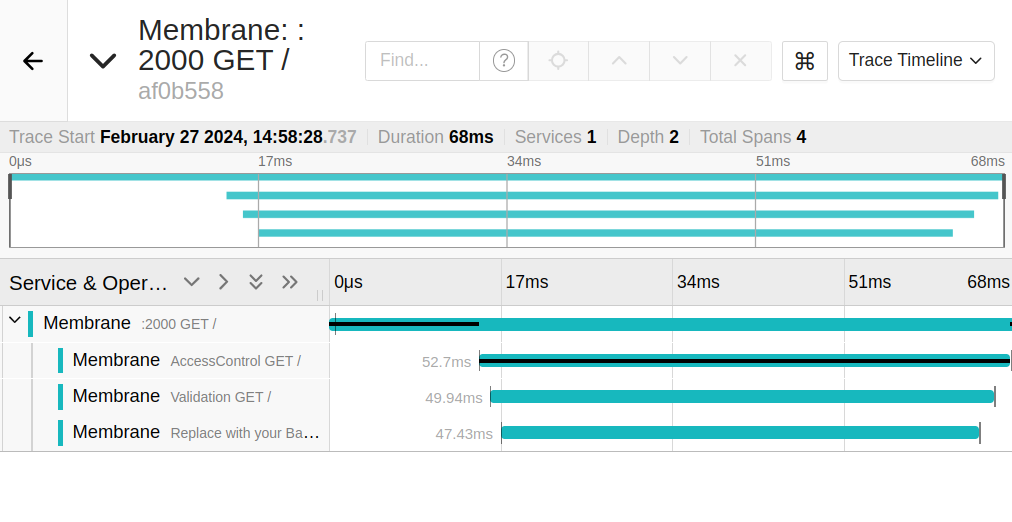 Membrane: :
2000 GET /
af0b558
Find...
?
⌘
Trace Timeline
Trace Start February 27 2024, 14:58:28.737 Duration 68ms Services 1 Depth 2 Total Spans 4
0μs 17ms 34ms 51ms 68ms
Service & Oper… 0μs 17ms 34ms 51ms 68ms
Membrane :2000 GET /
Membrane AccessControl GET / 52.7ms
Membrane Validation GET / 49.94ms
Membrane Replace with your Ba… 47.43ms